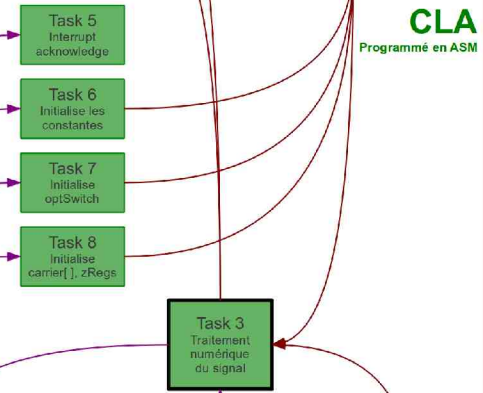 Task 5
Interrupt
acknowledge
CLA
Programmé en ASM
Task 6
Initialise les
constantes
Task 7
Initialise
optSwitch
Task 8
Initialise
carrier[ ], zRegs
Task 3
Traitement
numérique
du signal